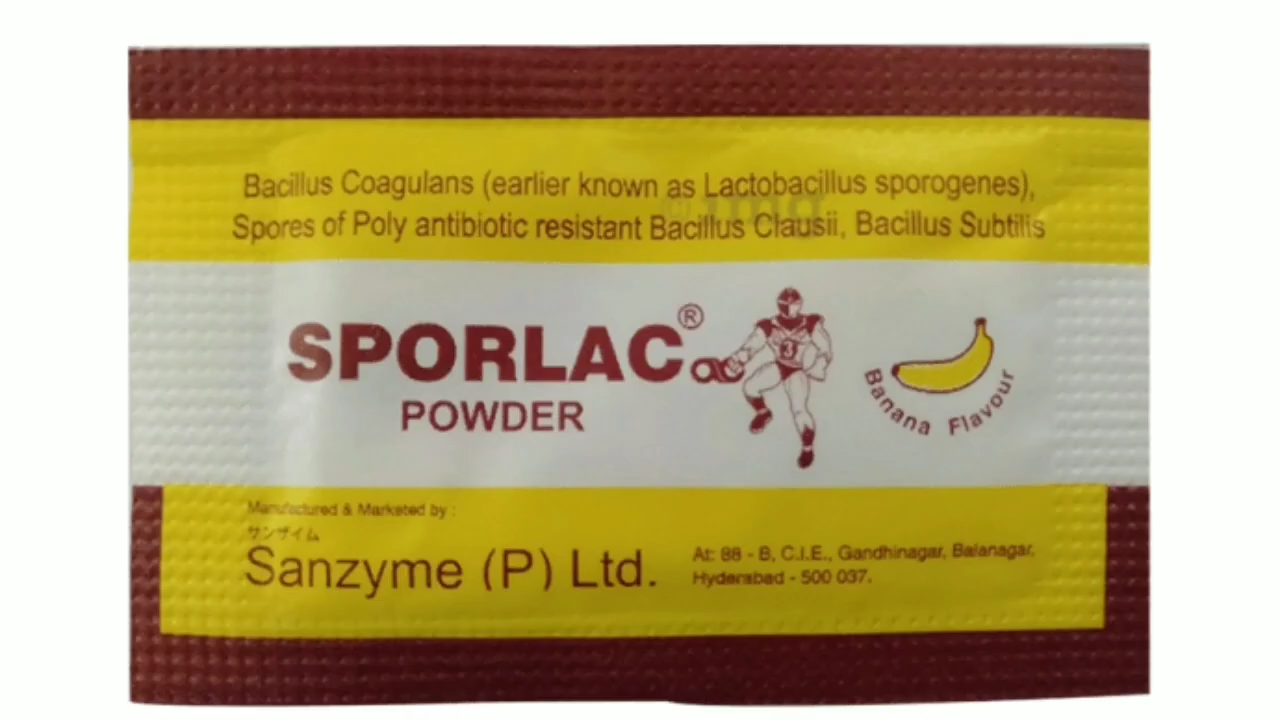 Bacillus Coagulans (earlier known as Lactobacillus sporogenes),
Spores of Poly antibiotic resistant Bacillus Clausii, Bacillus Subtilis
SPORLAC®
POWDER
3
Banana Flavour
Manufactured & Marketed by :
サンザイム
Sanzyme (P) Ltd.
At: 88 - B, C.I.E., Gandhinagar, Balanagar,
Hyderabad - 500 037.